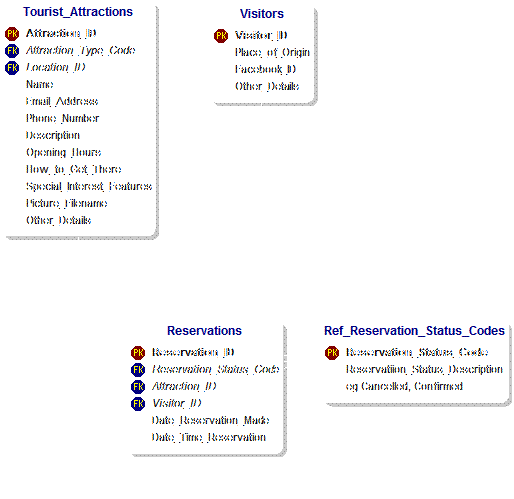 Tourist_Attractions
PK Attraction_ID
FK Attraction_Type_Code
FK Location_ID
Name
Email_Address
Phone_Number
Description
Opening_Hours
How_to_Get_There
Special_Interest_Features
Picture_Filename
Other_Details
Visitors
PK Visitor_ID
Place_of_Origin
Facebook_ID
Other_Details
Reservations
PK Reservation_ID
FK Reservation_Status_Code
FK Attraction_ID
FK Visitor_ID
Date_Reservation_Made
Date_Time_Reservation
Ref_Reservation_Status_Codes
PK Reservation_Status_Code
Reservatiion_Status_Description
eg Cancelled, Confirmed